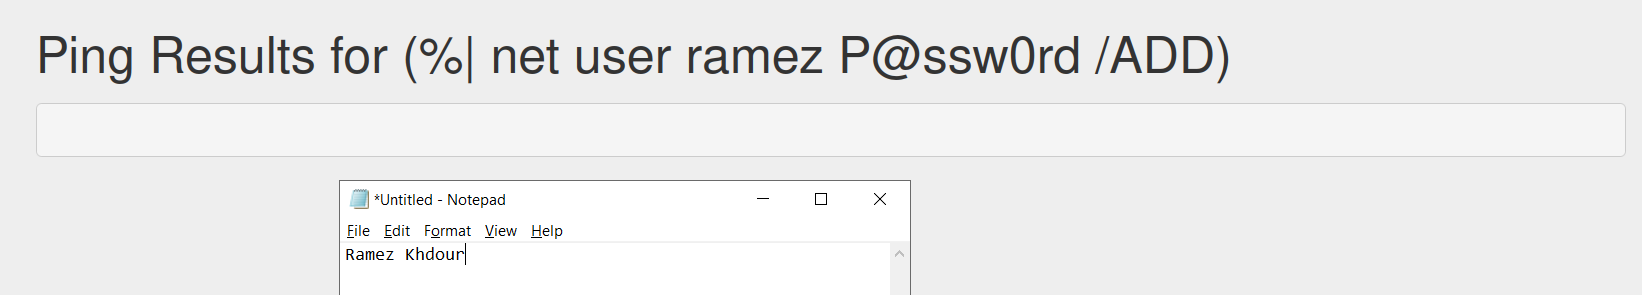 Ping Results for (%| net user ramez P@ssw0rd /ADD)
*Untitled - Notepad
File Edit Format View Help
Ramez Khdour